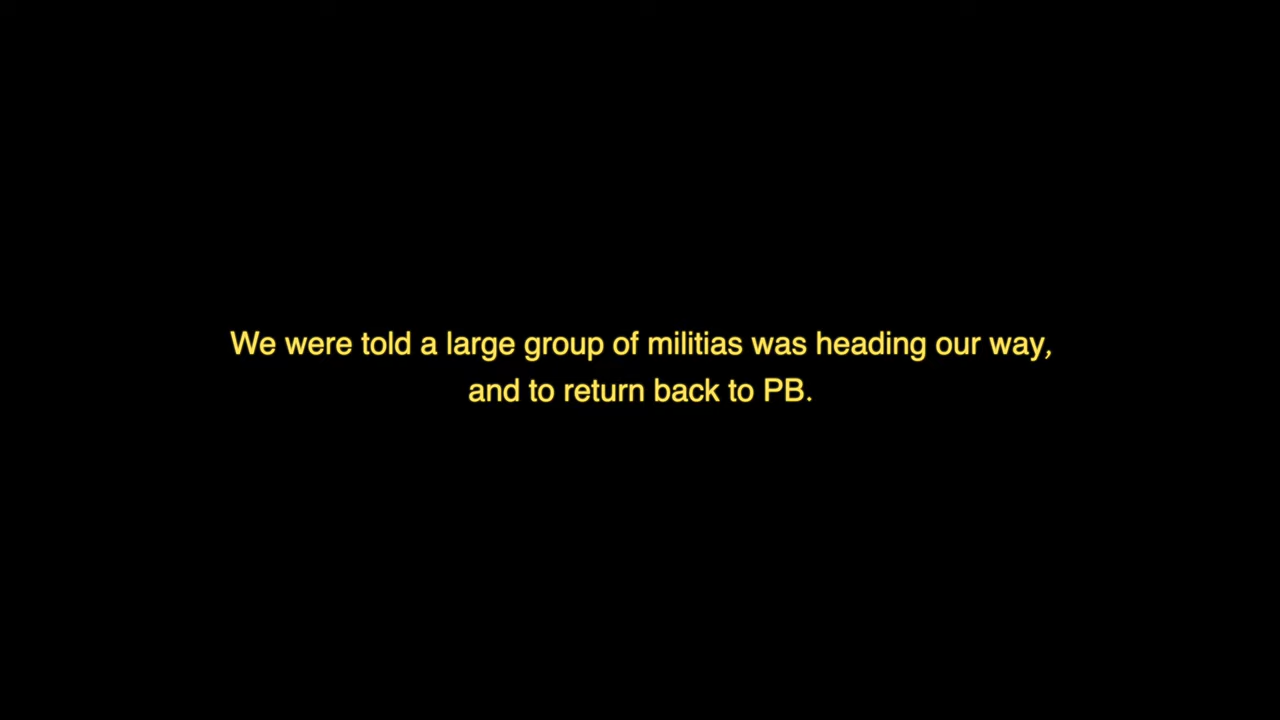 We were told a large group of militias was heading our way,
and to return back to PB.